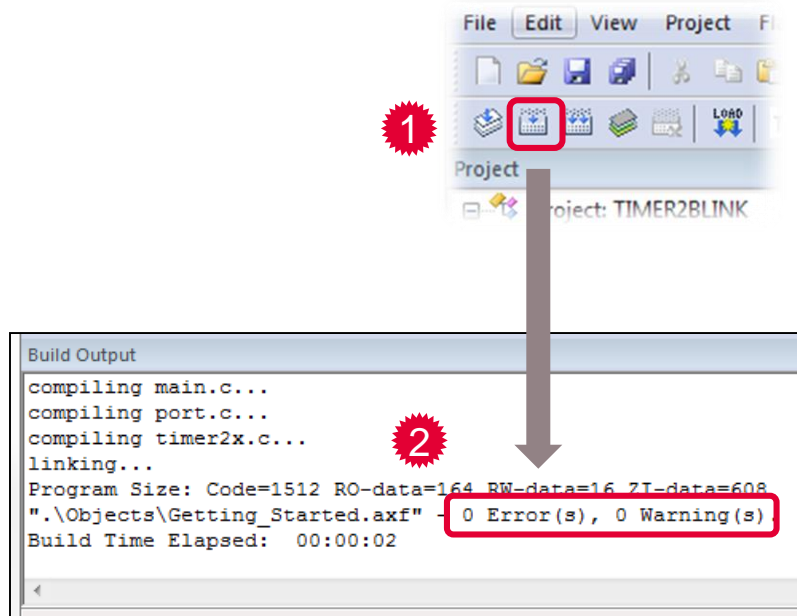 File Edit View Project
LOAD
1
Project
Project: TIMER2BLINK
Build Output
compiling main.c...
compiling port.c...
compiling timer2x.c...
2
linking...
Program Size: Code=1512 RO-data=164 RW-data=16 ZI-data=608
".\Objects\Getting_Started.axf" - 0 Error(s), 0 Warning(s).
Build Time Elapsed:  00:00:02